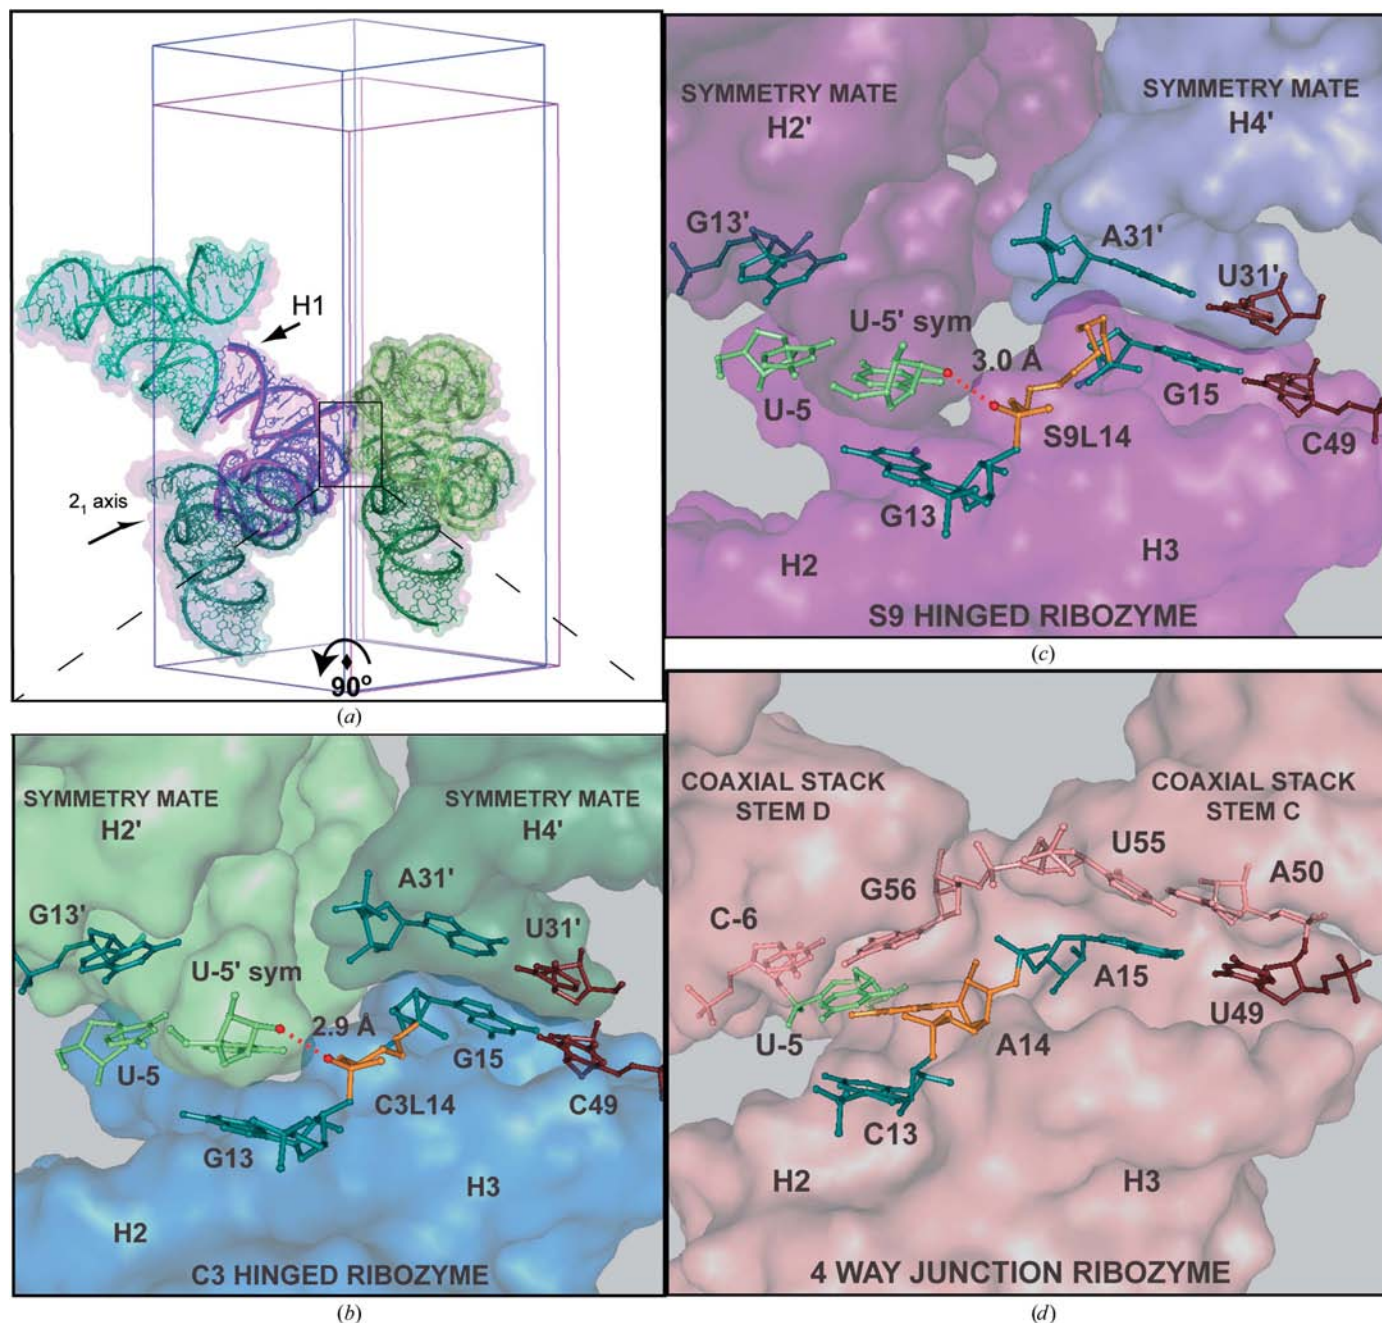 H1
2₁ axis
90°
(a)
SYMMETRY MATE
H2'
SYMMETRY MATE
H4'
G13'
A31'
U31'
U-5' sym
3.0 Å
U-5
G15
S9L14
C49
G13
H2
H3
S9 HINGED RIBOZYME
(c)
SYMMETRY MATE
H2'
SYMMETRY MATE
H4'
A31'
G13'
U31'
U-5' sym
2.9 Å
U-5
G15
C3L14
C49
G13
H3
H2
C3 HINGED RIBOZYME
(b)
COAXIAL STACK
STEM D
COAXIAL STACK
STEM C
U55
A50
G56
C-6
A15
U49
U-5
A14
C13
H2
H3
4 WAY JUNCTION RIBOZYME
(d)